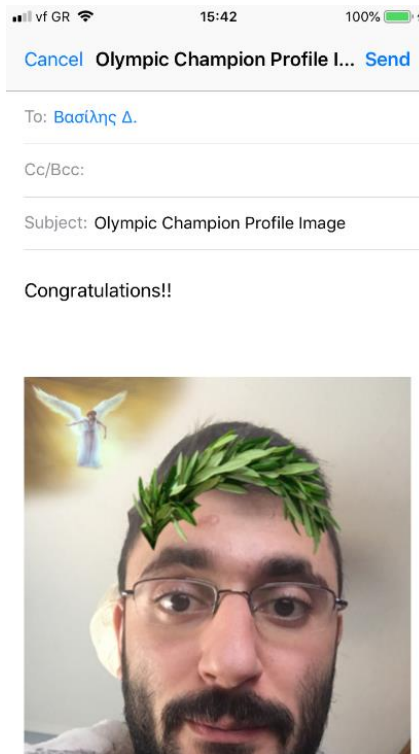 vf GR 15:42 100%
Cancel Olympic Champion Profile I... Send
To: Βασίλης Δ.
Cc/Bcc:
Subject: Olympic Champion Profile Image
Congratulations!!